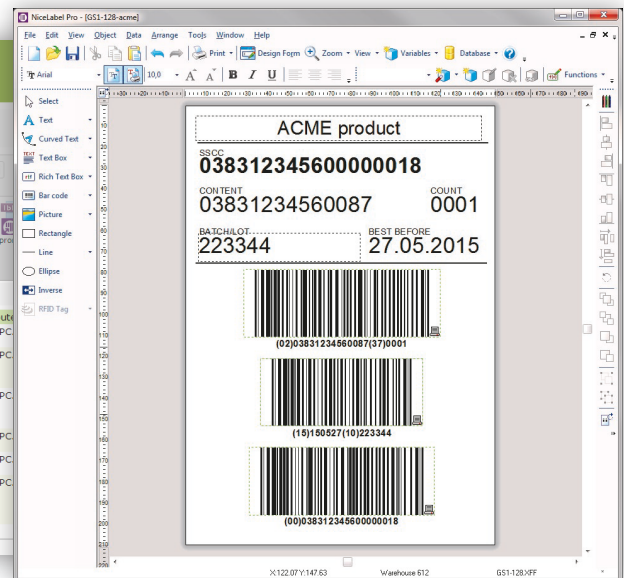 NiceLabel Pro - [GS1-128-acme]
File Edit View Object Data Arrange Tools Window Help
Print Design Form Zoom View Variables Database
Arial 10,0 A A B I U Functions
Select
Text
Curved Text
Text Box
Rich Text Box
Bar code
Picture
Rectangle
Line
Ellipse
Inverse
RFID Tag
ACME product
SSCC
038312345600000018
CONTENT COUNT
03831234560087 0001
BATCH/LOT BEST BEFORE
223344 27.05.2015
(02)03831234560087(37)0001
(15)150527(10)223344
(00)038312345600000018
X:122.07 Y:147.63 Warehouse 612 GS1-128.XFF